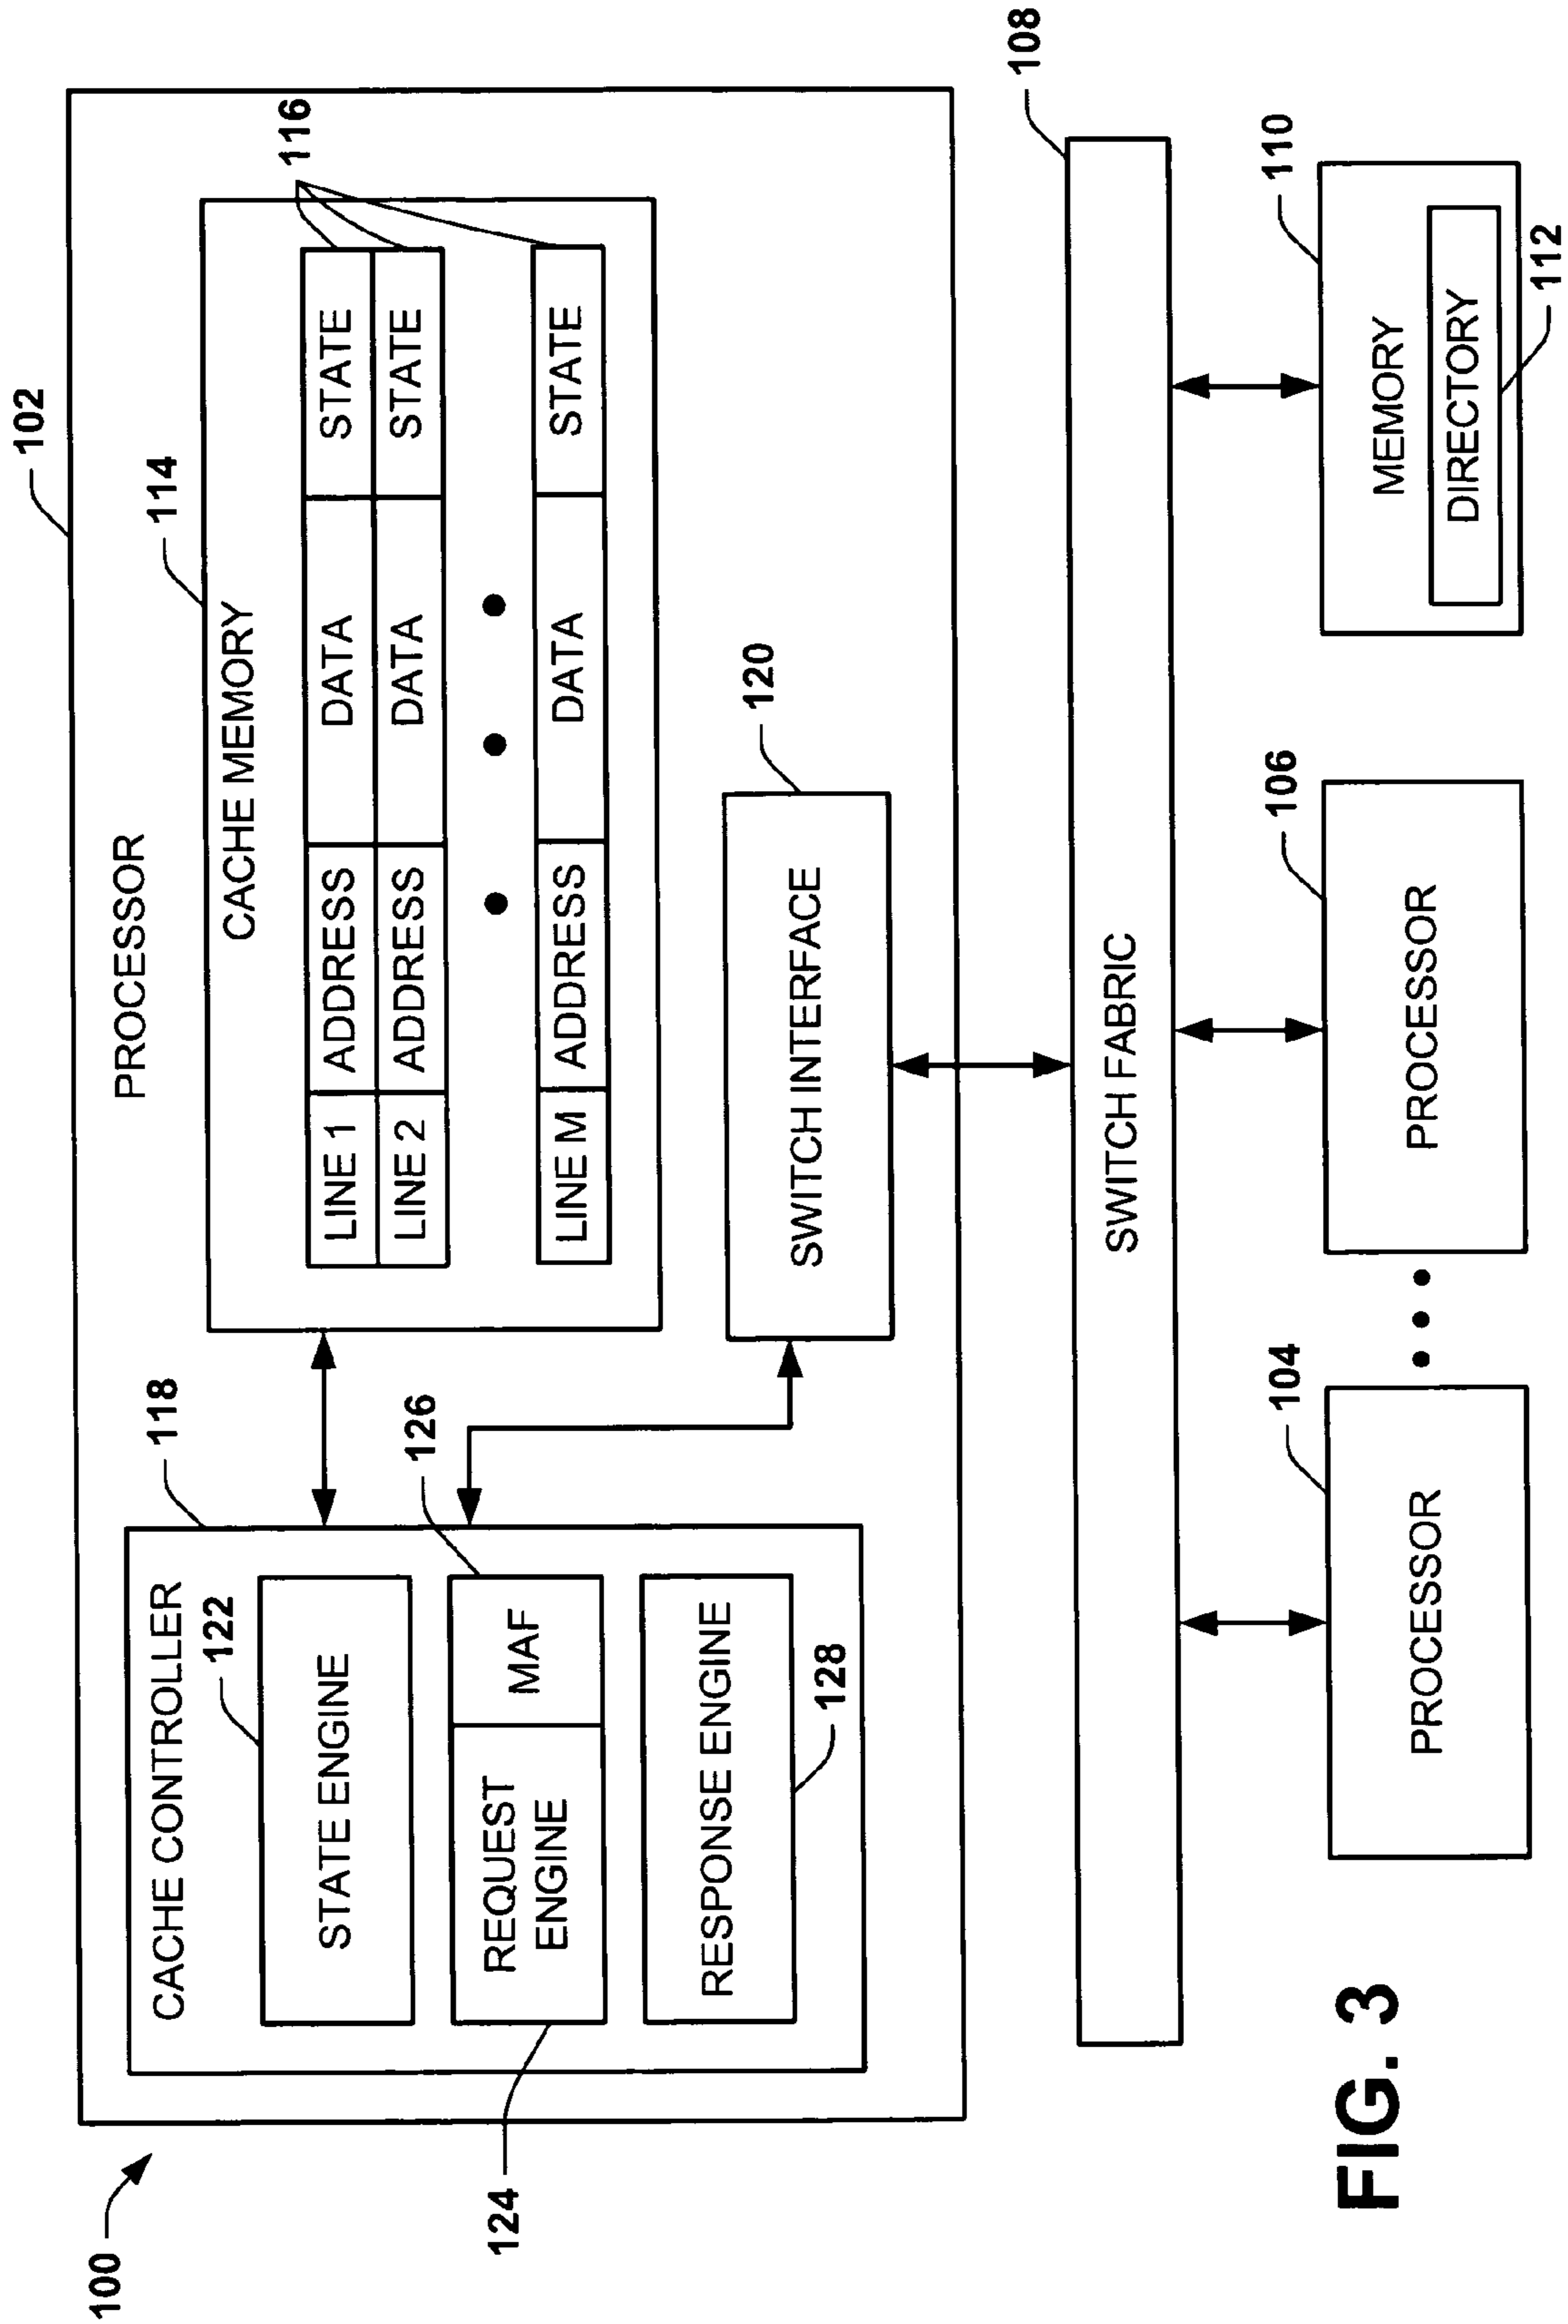 100
102
PROCESSOR
CACHE CONTROLLER
118
122
STATE ENGINE
126
REQUEST
ENGINE
MAF
124
RESPONSE ENGINE
128
114
CACHE MEMORY
116
LINE 1 ADDRESS DATA STATE
LINE 2 ADDRESS DATA STATE
• • •
LINE M ADDRESS DATA STATE
120
SWITCH INTERFACE
108
SWITCH FABRIC
104
PROCESSOR
• • •
106
PROCESSOR
110
MEMORY
DIRECTORY
112
FIG. 3